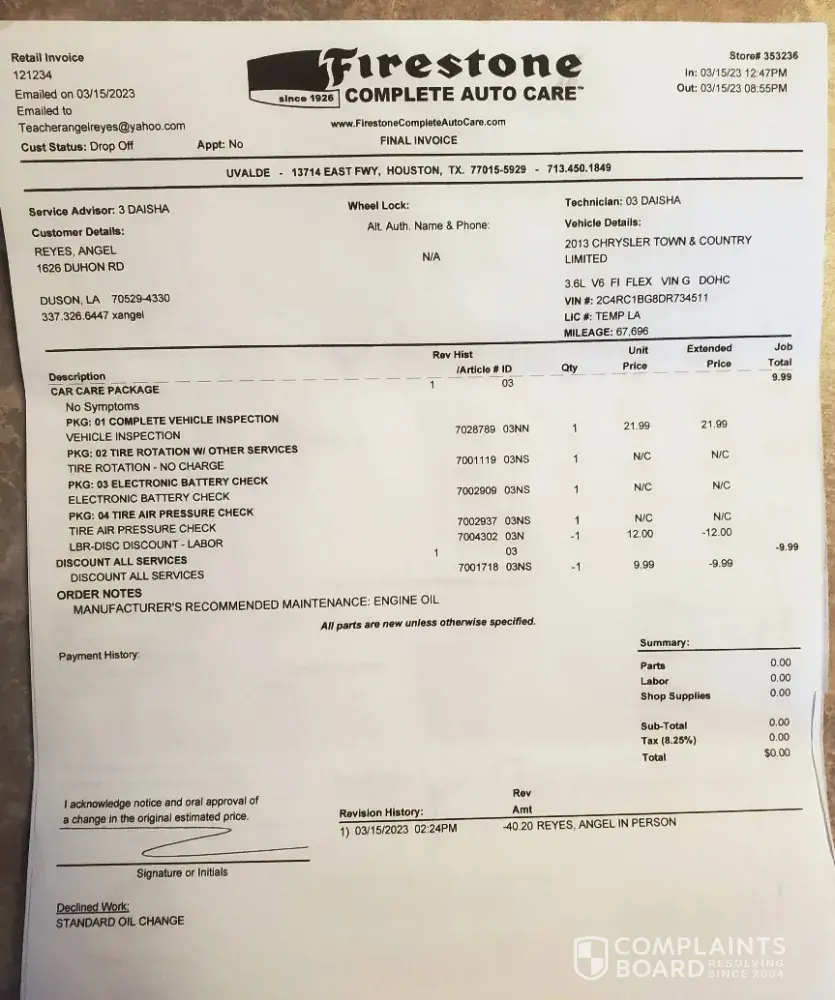 Retail Invoice
121234
Emailed on 03/15/2023
Emailed to
Teacherangelreyes@yahoo.com
Cust Status: Drop Off Appt: No
Firestone
since 1926 COMPLETE AUTO CARE™
www.FirestoneCompleteAutoCare.com
FINAL INVOICE
Store# 353236
In: 03/15/23 12:47PM
Out: 03/15/23 08:55PM
UVALDE - 13714 EAST FWY, HOUSTON, TX. 77015-5929 - 713.450.1849
Service Advisor: 3 DAISHA
Customer Details:
REYES, ANGEL
1626 DUHON RD
DUSON, LA 70529-4330
337.326.6447 xangel
Wheel Lock:
Alt. Auth. Name & Phone:
N/A
Technician: 03 DAISHA
Vehicle Details:
2013 CHRYSLER TOWN & COUNTRY
LIMITED
3.6L V6 FI FLEX VIN G DOHC
VIN #: 2C4RC1BG8DR734511
LIC #: TEMP LA
MILEAGE: 67,696
Rev Hist Unit Extended Job
Description /Article # ID Qty Price Price Total
CAR CARE PACKAGE 1 03 9.99
No Symptoms
PKG: 01 COMPLETE VEHICLE INSPECTION
VEHICLE INSPECTION 7028789 03NN 1 21.99 21.99
PKG: 02 TIRE ROTATION W/ OTHER SERVICES
TIRE ROTATION - NO CHARGE 7001119 03NS 1 N/C N/C
PKG: 03 ELECTRONIC BATTERY CHECK
ELECTRONIC BATTERY CHECK 7002909 03NS 1 N/C N/C
PKG: 04 TIRE AIR PRESSURE CHECK
TIRE AIR PRESSURE CHECK 7002937 03NS 1 N/C N/C
LBR-DISC DISCOUNT - LABOR 7004302 03N -1 12.00 -12.00
DISCOUNT ALL SERVICES 1 03 -9.99
DISCOUNT ALL SERVICES 7001718 03NS -1 9.99 -9.99
ORDER NOTES
MANUFACTURER'S RECOMMENDED MAINTENANCE: ENGINE OIL
All parts are new unless otherwise specified.
Payment History:
Summary:
Parts 0.00
Labor 0.00
Shop Supplies 0.00
Sub-Total 0.00
Tax (8.25%) 0.00
Total $0.00
I acknowledge notice and oral approval of
a change in the original estimated price.
Signature or Initials
Rev
Revision History: Amt
1) 03/15/2023 02:24PM -40.20 REYES, ANGEL IN PERSON
Declined Work:
STANDARD OIL CHANGE
COMPLAINTS
BOARD RESOLVING
SINCE 2004